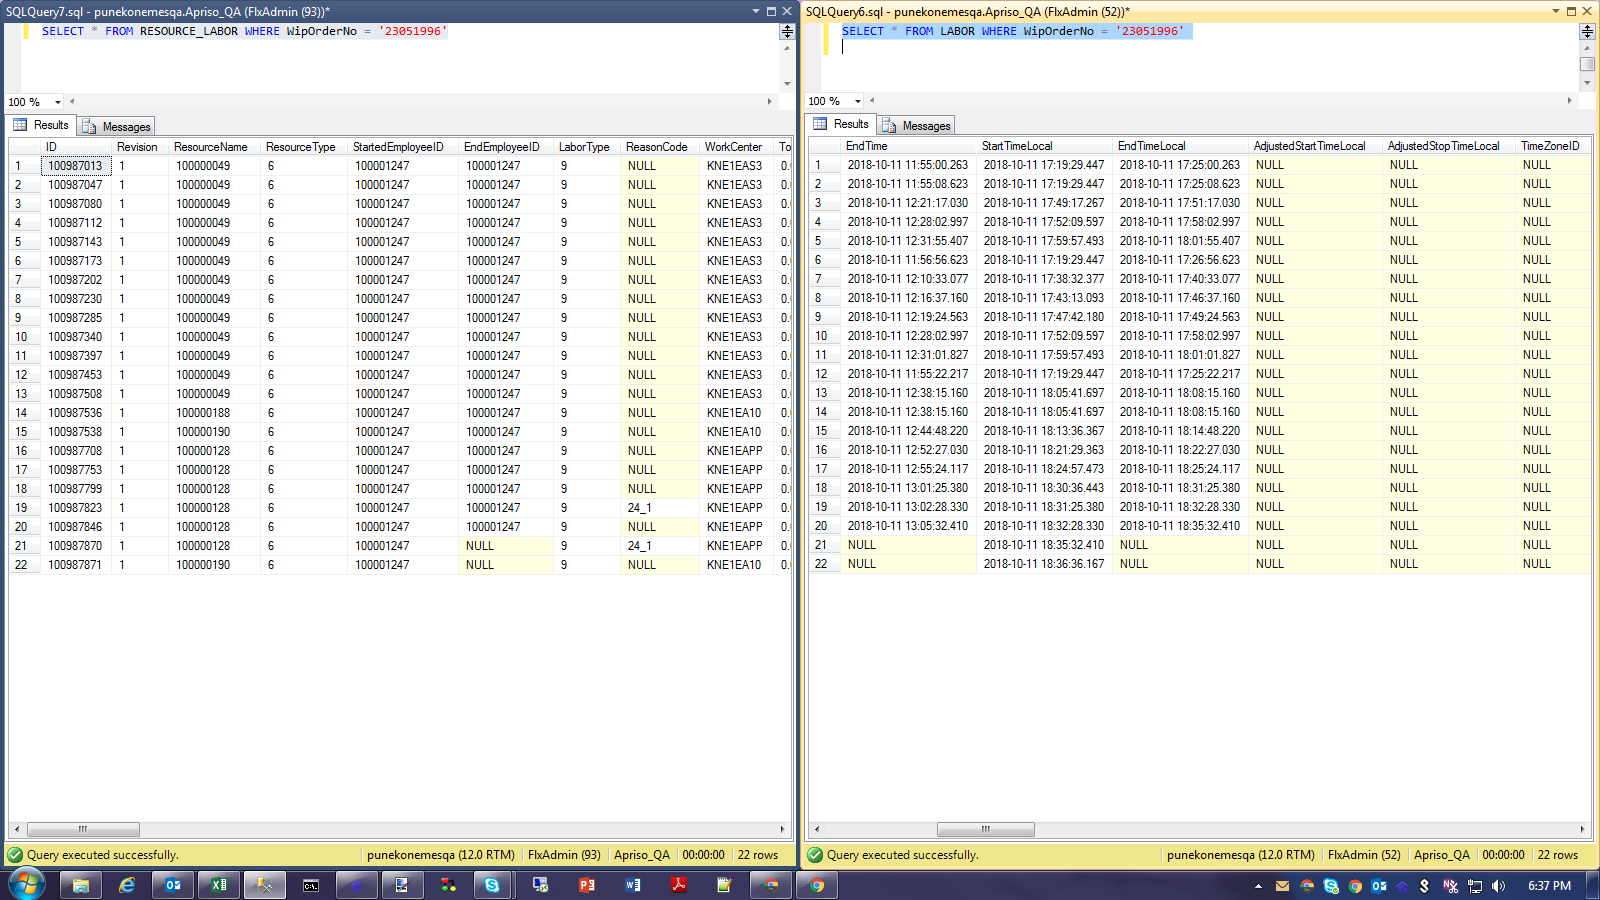 SQLQuery7.sql - punekonemesqa.Apriso_QA (FlxAdmin (93))*
SELECT * FROM RESOURCE_LABOR WHERE WipOrderNo = '23051996'
100 %
Results Messages
ID Revision ResourceName ResourceType StartedEmployeeID EndEmployeeID LaborType ReasonCode WorkCenter To
1 100987013 1 100000049 6 100001247 100001247 9 NULL KNE1EAS3 0.
2 100987047 1 100000049 6 100001247 100001247 9 NULL KNE1EAS3 0.
3 100987080 1 100000049 6 100001247 100001247 9 NULL KNE1EAS3 0.
4 100987112 1 100000049 6 100001247 100001247 9 NULL KNE1EAS3 0.
5 100987143 1 100000049 6 100001247 100001247 9 NULL KNE1EAS3 0.
6 100987173 1 100000049 6 100001247 100001247 9 NULL KNE1EAS3 0.
7 100987202 1 100000049 6 100001247 100001247 9 NULL KNE1EAS3 0.
8 100987230 1 100000049 6 100001247 100001247 9 NULL KNE1EAS3 0.
9 100987285 1 100000049 6 100001247 100001247 9 NULL KNE1EAS3 0.
10 100987340 1 100000049 6 100001247 100001247 9 NULL KNE1EAS3 0.
11 100987397 1 100000049 6 100001247 100001247 9 NULL KNE1EAS3 0.
12 100987453 1 100000049 6 100001247 100001247 9 NULL KNE1EAS3 0.
13 100987508 1 100000049 6 100001247 100001247 9 NULL KNE1EAS3 0.
14 100987536 1 100000188 6 100001247 100001247 9 NULL KNE1EA10 0.
15 100987538 1 100000190 6 100001247 100001247 9 NULL KNE1EA10 0.
16 100987708 1 100000128 6 100001247 100001247 9 NULL KNE1EAPP 0.
17 100987753 1 100000128 6 100001247 100001247 9 NULL KNE1EAPP 0.
18 100987799 1 100000128 6 100001247 100001247 9 NULL KNE1EAPP 0.
19 100987823 1 100000128 6 100001247 100001247 9 24_1 KNE1EAPP 0.
20 100987846 1 100000128 6 100001247 100001247 9 NULL KNE1EAPP 0.
21 100987870 1 100000128 6 100001247 NULL 9 24_1 KNE1EAPP 0.
22 100987871 1 100000190 6 100001247 NULL 9 NULL KNE1EA10 0.
Query executed successfully. punekonemesqa (12.0 RTM) FlxAdmin (93) Apriso_QA 00:00:00 22 rows
SQLQuery6.sql - punekonemesqa.Apriso_QA (FlxAdmin (52))*
SELECT * FROM LABOR WHERE WipOrderNo = '23051996'
100 %
Results Messages
EndTime StartTimeLocal EndTimeLocal AdjustedStartTimeLocal AdjustedStopTimeLocal TimeZoneID
1 2018-10-11 11:55:00.263 2018-10-11 17:19:29.447 2018-10-11 17:25:00.263 NULL NULL NULL
2 2018-10-11 11:55:08.623 2018-10-11 17:19:29.447 2018-10-11 17:25:08.623 NULL NULL NULL
3 2018-10-11 12:21:17.030 2018-10-11 17:49:17.267 2018-10-11 17:51:17.030 NULL NULL NULL
4 2018-10-11 12:28:02.997 2018-10-11 17:52:09.597 2018-10-11 17:58:02.997 NULL NULL NULL
5 2018-10-11 12:31:55.407 2018-10-11 17:59:57.493 2018-10-11 18:01:55.407 NULL NULL NULL
6 2018-10-11 11:56:56.623 2018-10-11 17:19:29.447 2018-10-11 17:26:56.623 NULL NULL NULL
7 2018-10-11 12:10:33.077 2018-10-11 17:38:32.377 2018-10-11 17:40:33.077 NULL NULL NULL
8 2018-10-11 12:16:37.160 2018-10-11 17:43:13.093 2018-10-11 17:46:37.160 NULL NULL NULL
9 2018-10-11 12:19:24.563 2018-10-11 17:47:42.180 2018-10-11 17:49:24.563 NULL NULL NULL
10 2018-10-11 12:28:02.997 2018-10-11 17:52:09.597 2018-10-11 17:58:02.997 NULL NULL NULL
11 2018-10-11 12:31:01.827 2018-10-11 17:59:57.493 2018-10-11 18:01:01.827 NULL NULL NULL
12 2018-10-11 11:55:22.217 2018-10-11 17:19:29.447 2018-10-11 17:25:22.217 NULL NULL NULL
13 2018-10-11 12:38:15.160 2018-10-11 18:05:41.697 2018-10-11 18:08:15.160 NULL NULL NULL
14 2018-10-11 12:38:15.160 2018-10-11 18:05:41.697 2018-10-11 18:08:15.160 NULL NULL NULL
15 2018-10-11 12:44:48.220 2018-10-11 18:13:36.367 2018-10-11 18:14:48.220 NULL NULL NULL
16 2018-10-11 12:52:27.030 2018-10-11 18:21:29.363 2018-10-11 18:22:27.030 NULL NULL NULL
17 2018-10-11 12:55:24.117 2018-10-11 18:24:57.473 2018-10-11 18:25:24.117 NULL NULL NULL
18 2018-10-11 13:01:25.380 2018-10-11 18:30:36.443 2018-10-11 18:31:25.380 NULL NULL NULL
19 2018-10-11 13:02:28.330 2018-10-11 18:31:25.380 2018-10-11 18:32:28.330 NULL NULL NULL
20 2018-10-11 13:05:32.410 2018-10-11 18:32:28.330 2018-10-11 18:35:32.410 NULL NULL NULL
21 NULL 2018-10-11 18:35:32.410 NULL NULL NULL NULL
22 NULL 2018-10-11 18:36:36.167 NULL NULL NULL NULL
Query executed successfully. punekonemesqa (12.0 RTM) FlxAdmin (52) Apriso_QA 00:00:00 22 rows
6:37 PM